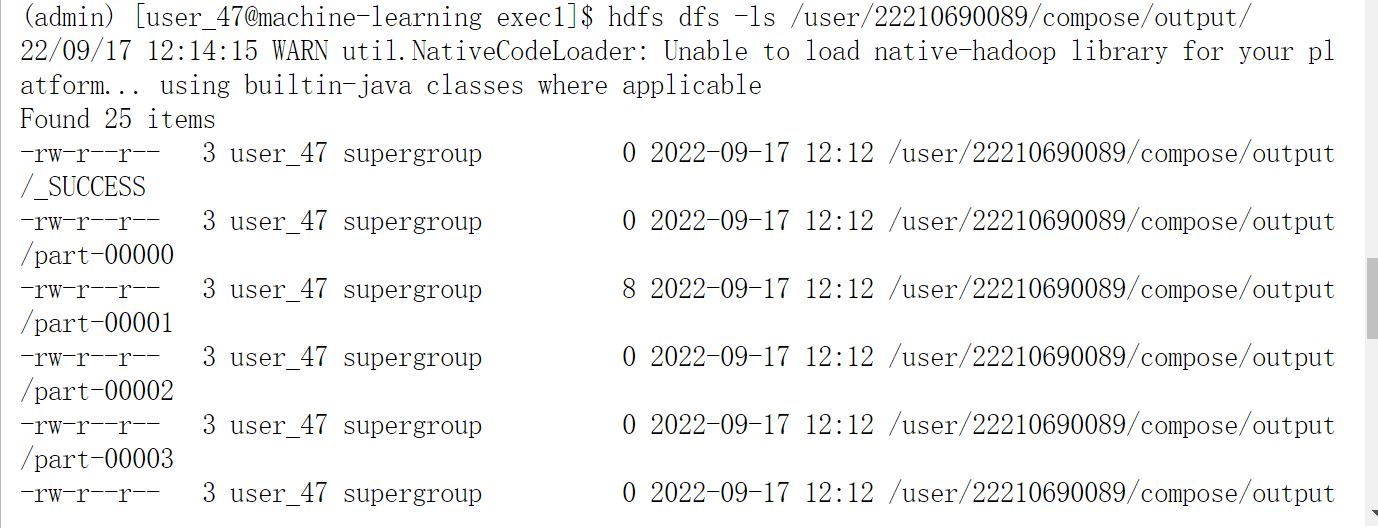 (admin) [user_47@machine-learning exec1]$ hdfs dfs -ls /user/22210690089/compose/output/
22/09/17 12:14:15 WARN util.NativeCodeLoader: Unable to load native-hadoop library for your pl
atform... using builtin-java classes where applicable
Found 25 items
-rw-r--r--   3 user_47 supergroup          0 2022-09-17 12:12 /user/22210690089/compose/output
/_SUCCESS
-rw-r--r--   3 user_47 supergroup          0 2022-09-17 12:12 /user/22210690089/compose/output
/part-00000
-rw-r--r--   3 user_47 supergroup          8 2022-09-17 12:12 /user/22210690089/compose/output
/part-00001
-rw-r--r--   3 user_47 supergroup          0 2022-09-17 12:12 /user/22210690089/compose/output
/part-00002
-rw-r--r--   3 user_47 supergroup          0 2022-09-17 12:12 /user/22210690089/compose/output
/part-00003
-rw-r--r--   3 user_47 supergroup          0 2022-09-17 12:12 /user/22210690089/compose/output